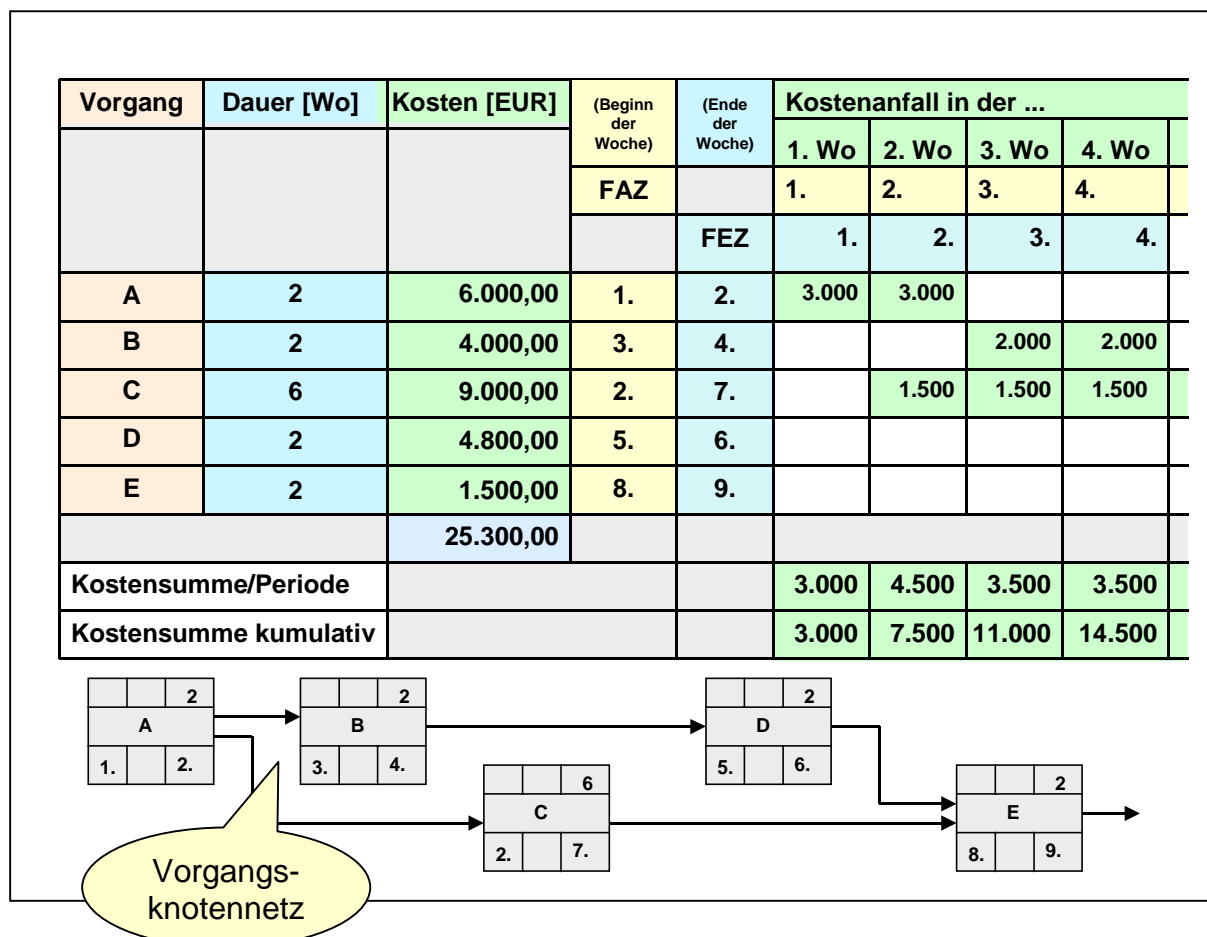 Vorgang Dauer [Wo] Kosten [EUR] (Beginn der Woche) (Ende der Woche) Kostenanfall in der ...
1. Wo 2. Wo 3. Wo 4. Wo
FAZ 1. 2. 3. 4.
FEZ 1. 2. 3. 4.
A 2 6.000,00 1. 2. 3.000 3.000
B 2 4.000,00 3. 4. 2.000 2.000
C 6 9.000,00 2. 7. 1.500 1.500 1.500
D 2 4.800,00 5. 6.
E 2 1.500,00 8. 9.
25.300,00
Kostensumme/Periode 3.000 4.500 3.500 3.500
Kostensumme kumulativ 3.000 7.500 11.000 14.500
2
A
1. 2.
2
B
3. 4.
2
D
5. 6.
6
C
2. 7.
2
E
8. 9.
Vorgangs-
knotennetz